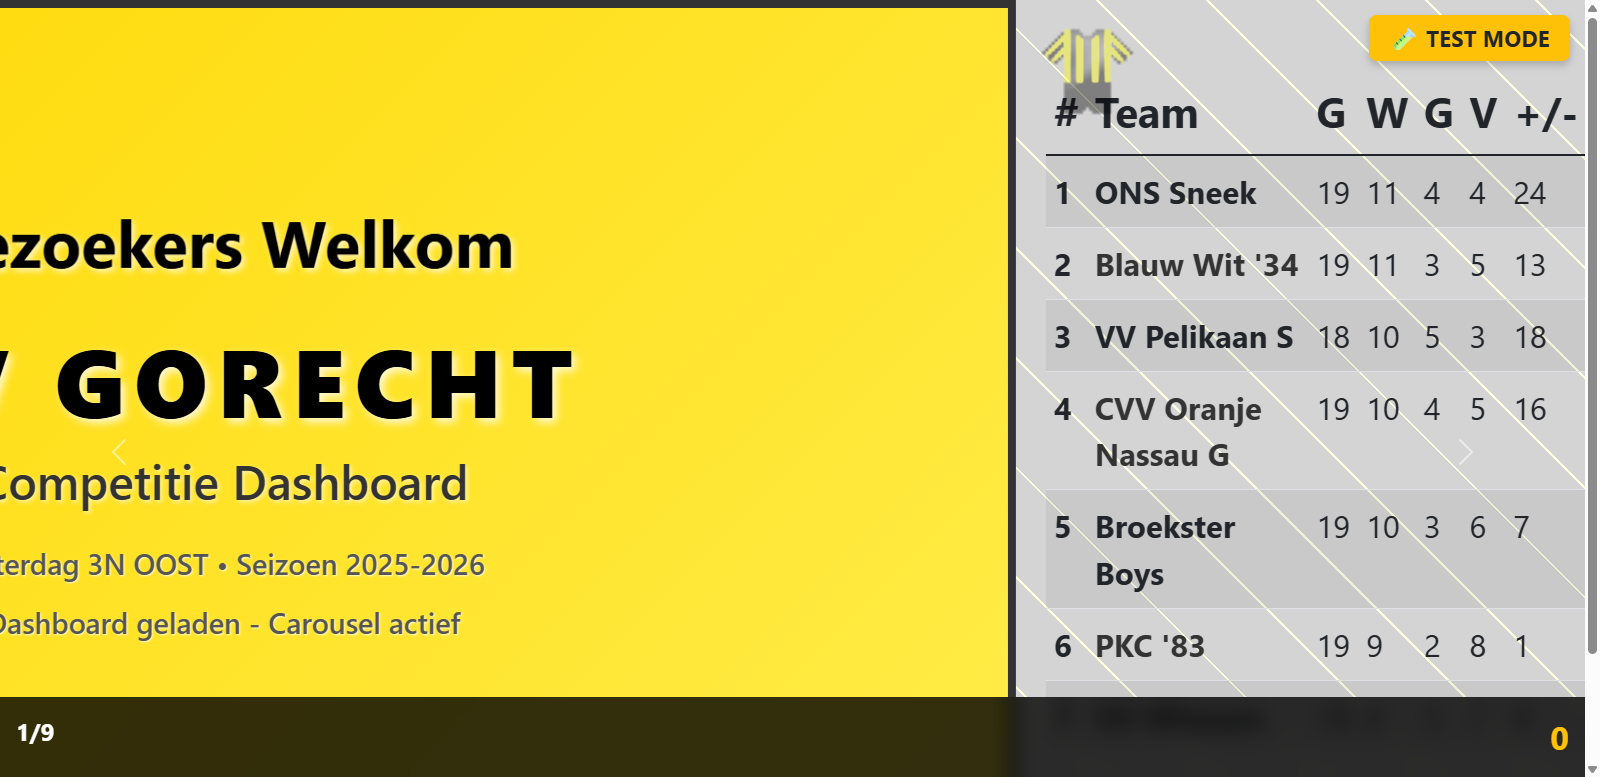 ezoekers Welkom
GORECHT
Competitie Dashboard
terdag 3N OOST • Seizoen 2025-2026
Dashboard geladen - Carousel actief
1/9
TEST MODE
# Team G W G V +/-
1 ONS Sneek 19 11 4 4 24
2 Blauw Wit '34 19 11 3 5 13
3 VV Pelikaan S 18 10 5 3 18
4 CVV Oranje Nassau G 19 10 4 5 16
5 Broekster Boys 19 10 3 6 7
6 PKC '83 19 9 2 8 1
0